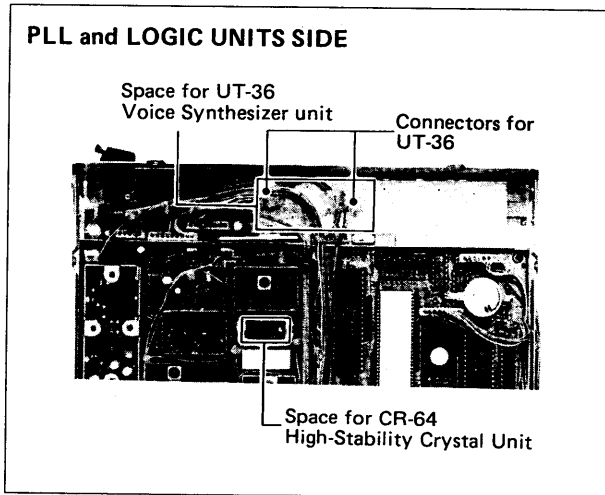 PLL and LOGIC UNITS SIDE
Space for UT-36
Voice Synthesizer unit
Connectors for
UT-36
Space for CR-64
High-Stability Crystal Unit